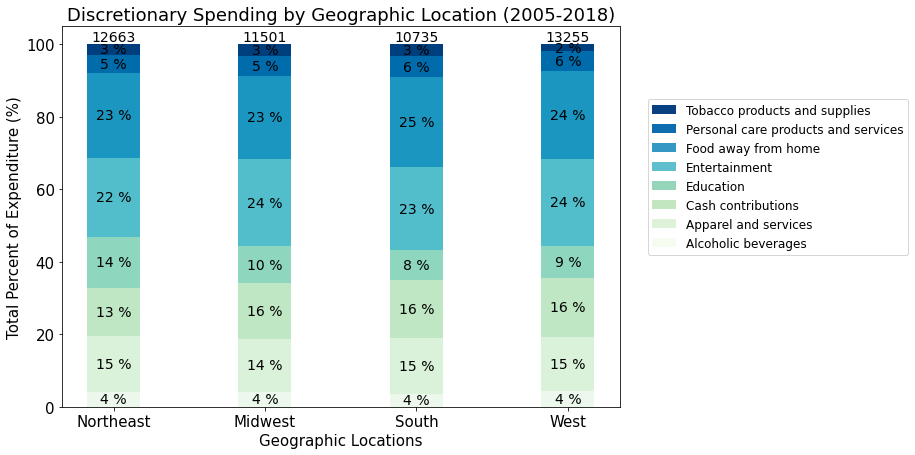 Discretionary Spending by Geographic Location (2005-2018)
12663 11501 10735 13255
100
80
60
40
20
0
Total Percent of Expenditure (%)
3 % 3 % 3 % 2 %
5 % 5 % 6 % 6 %
23 % 23 % 25 % 24 %
22 % 24 % 23 % 24 %
14 % 10 % 8 % 9 %
13 % 16 % 16 % 16 %
15 % 14 % 15 % 15 %
4 % 4 % 4 % 4 %
Northeast Midwest South West
Geographic Locations
Tobacco products and supplies
Personal care products and services
Food away from home
Entertainment
Education
Cash contributions
Apparel and services
Alcoholic beverages